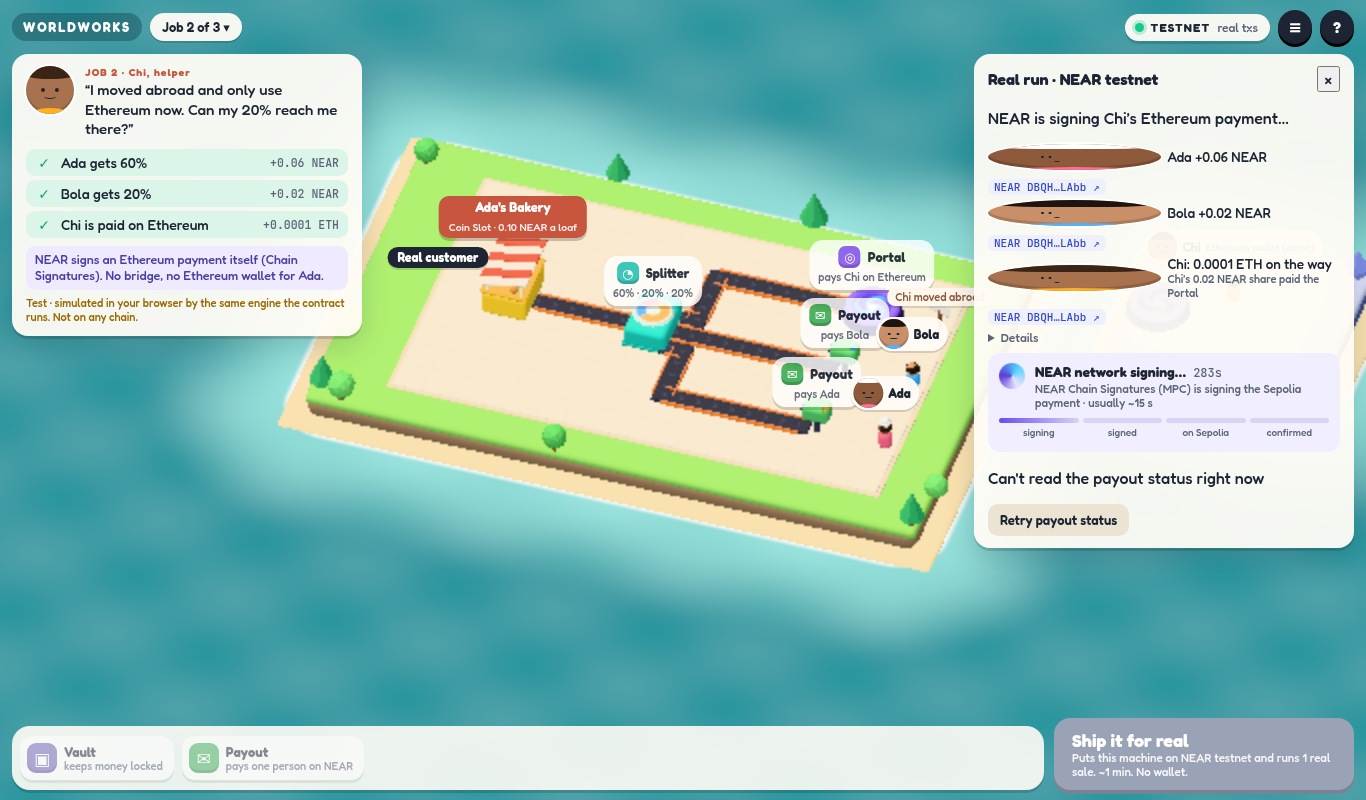 WORLDWORKS
Job 2 of 3 ▾
TESTNET real txs
≡
?
JOB 2 · Chi, helper
“I moved abroad and only use
Ethereum now. Can my 20% reach me
there?”
✓ Ada gets 60% +0.06 NEAR
✓ Bola gets 20% +0.02 NEAR
✓ Chi is paid on Ethereum +0.0001 ETH
NEAR signs an Ethereum payment itself (Chain
Signatures). No bridge, no Ethereum wallet for Ada.
Test · simulated in your browser by the same engine the contract
runs. Not on any chain.
Ada's Bakery
Coin Slot · 0.10 NEAR a loaf
Real customer
Splitter
60% · 20% · 20%
Portal
pays Chi on Ethereum
Chi moved abroad
Payout
pays Bola
Bola
Payout
pays Ada
Ada
Real run · NEAR testnet
×
NEAR is signing Chi's Ethereum payment…
Ada +0.06 NEAR
NEAR DBQH…LAbb ↗
Bola +0.02 NEAR
NEAR DBQH…LAbb ↗
Chi: 0.0001 ETH on the way
Chi's 0.02 NEAR share paid the
Portal
NEAR DBQH…LAbb ↗
▶ Details
NEAR network signing… 283s
NEAR Chain Signatures (MPC) is signing the Sepolia
payment · usually ~15 s
signing signed on Sepolia confirmed
Can't read the payout status right now
Retry payout status
Vault
keeps money locked
Payout
pays one person on NEAR
Ship it for real
Puts this machine on NEAR testnet and runs 1 real
sale. ~1 min. No wallet.